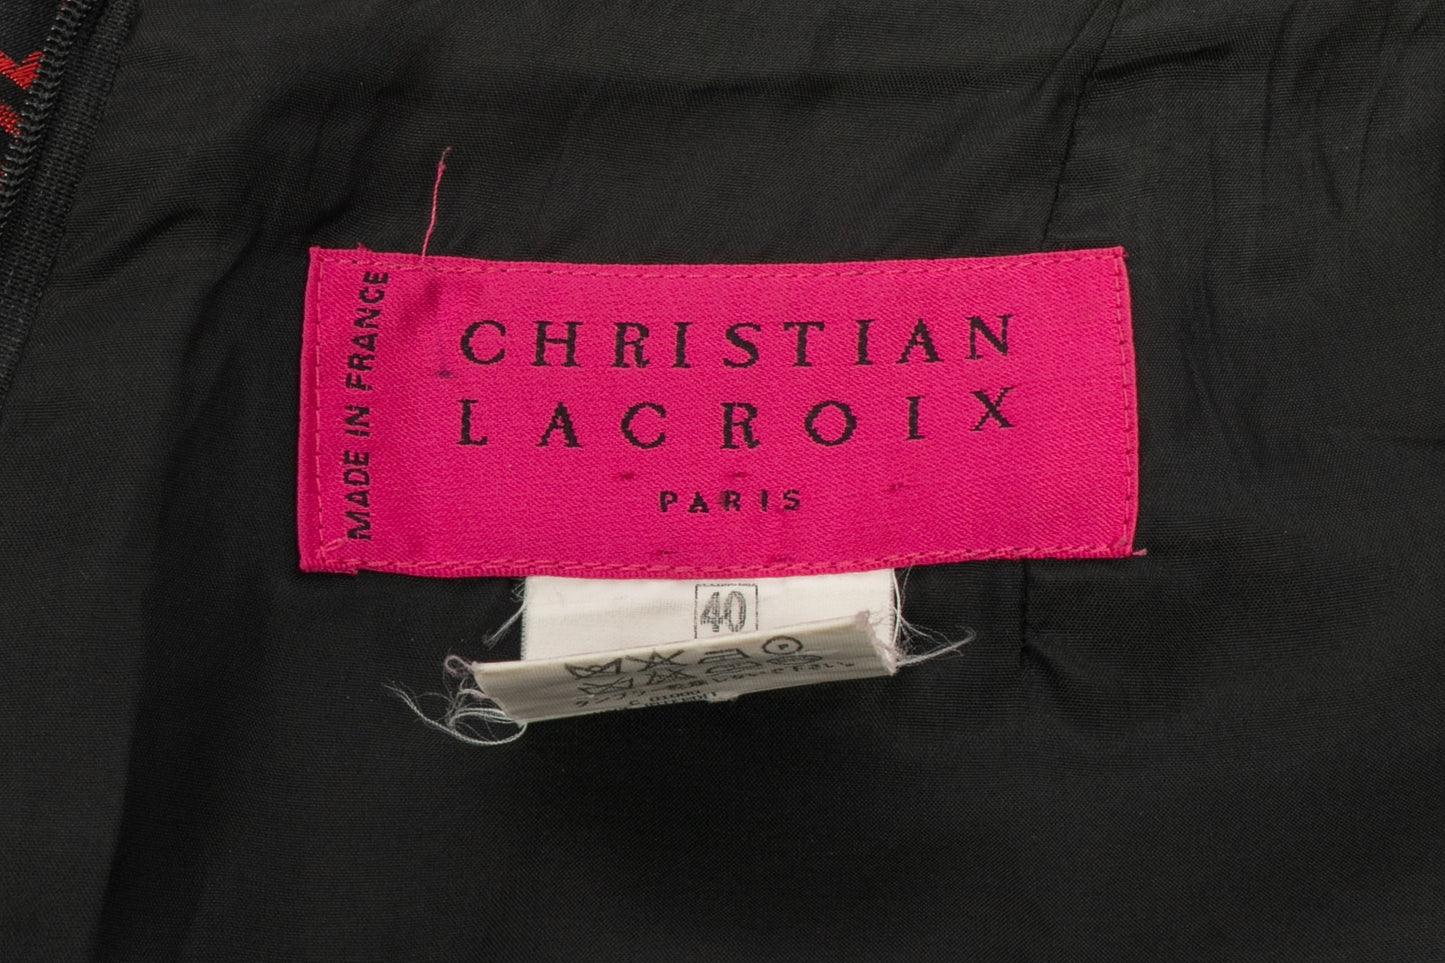 MADE IN FRANCE
CHRISTIAN
LACROIX
PARIS
40
P